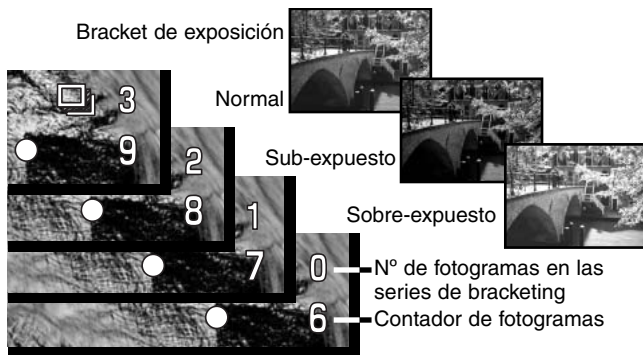 Bracket de exposición
Normal
Sub-expuesto
Sobre-expuesto
3
9
2
8
1
7
0
6
Nº de fotogramas en las
series de bracketing
Contador de fotogramas